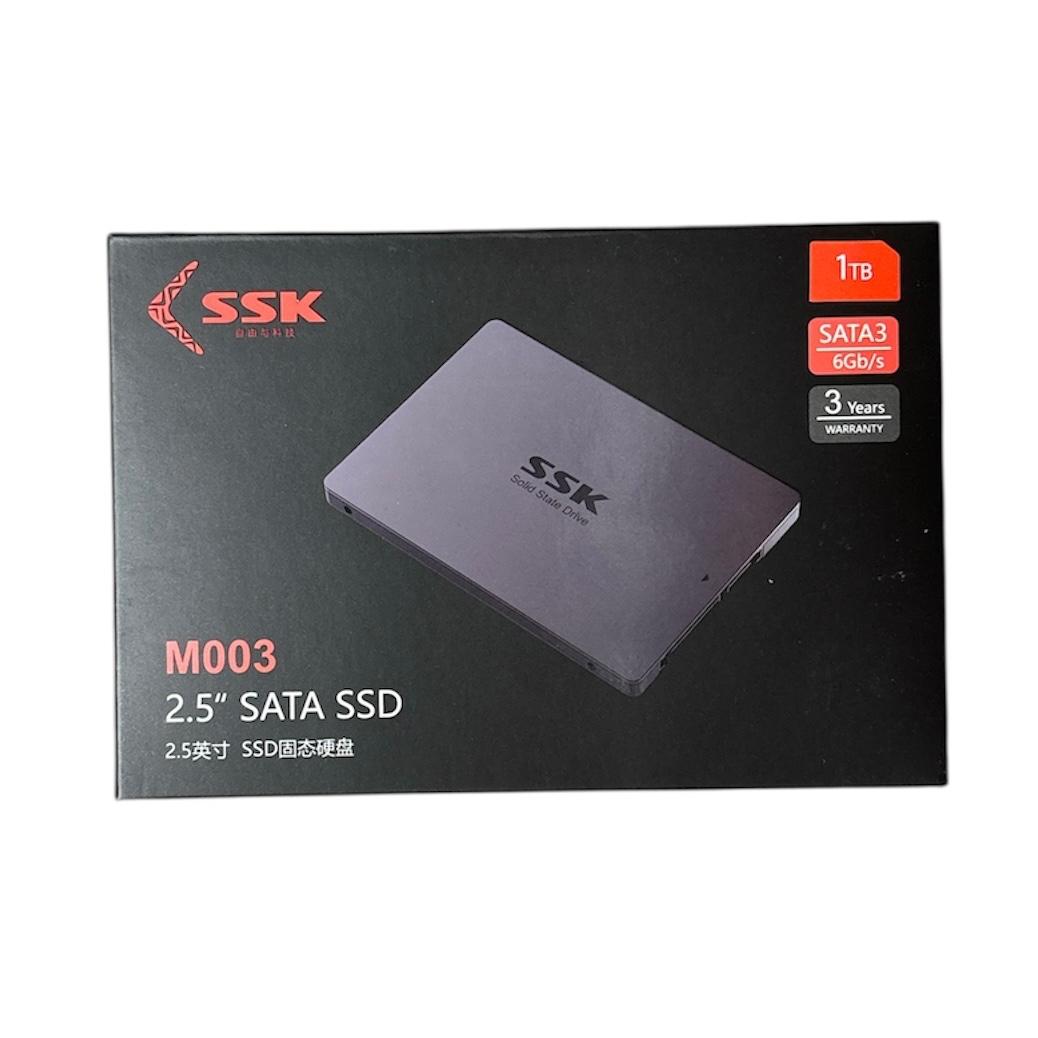 SSK
自由与科技
1TB
SATA3
6Gb/s
3 Years
WARRANTY
SSK
Solid State Drive
M003
2.5“ SATA SSD
2.5英寸 SSD固态硬盘